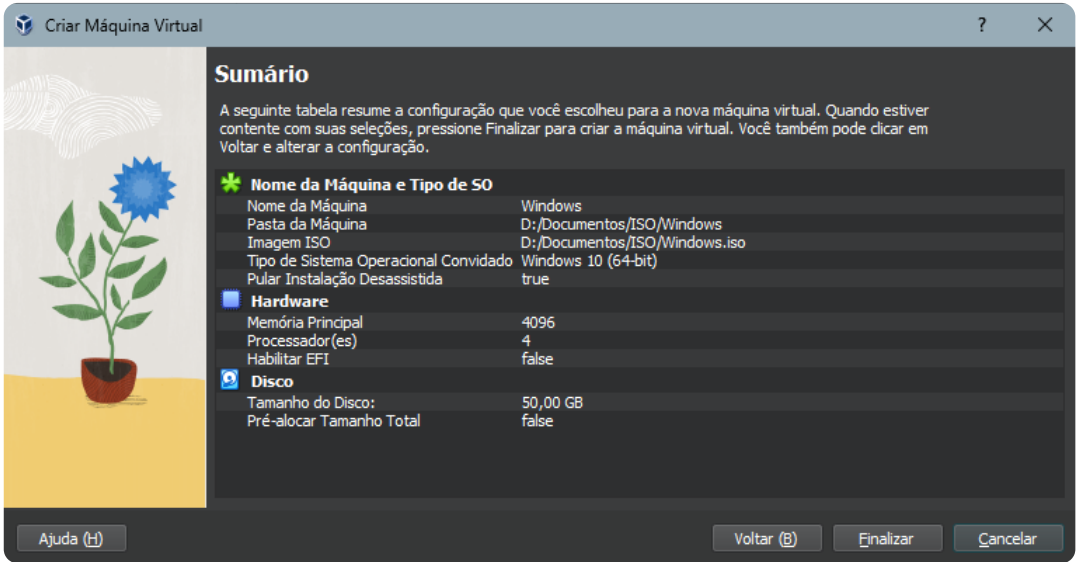 Criar Máquina Virtual ?
Sumário
A seguinte tabela resume a configuração que você escolheu para a nova máquina virtual. Quando estiver
contente com suas seleções, pressione Finalizar para criar a máquina virtual. Você também pode clicar em
Voltar e alterar a configuração.
Nome da Máquina e Tipo de SO
Nome da Máquina Windows
Pasta da Máquina D:/Documentos/ISO/Windows
Imagem ISO D:/Documentos/ISO/Windows.iso
Tipo de Sistema Operacional Convidado Windows 10 (64-bit)
Pular Instalação Desassistida true
Hardware
Memória Principal 4096
Processador(es) 4
Habilitar EFI false
Disco
Tamanho do Disco: 50,00 GB
Pré-alocar Tamanho Total false
Ajuda (H) Voltar (B) Finalizar Cancelar